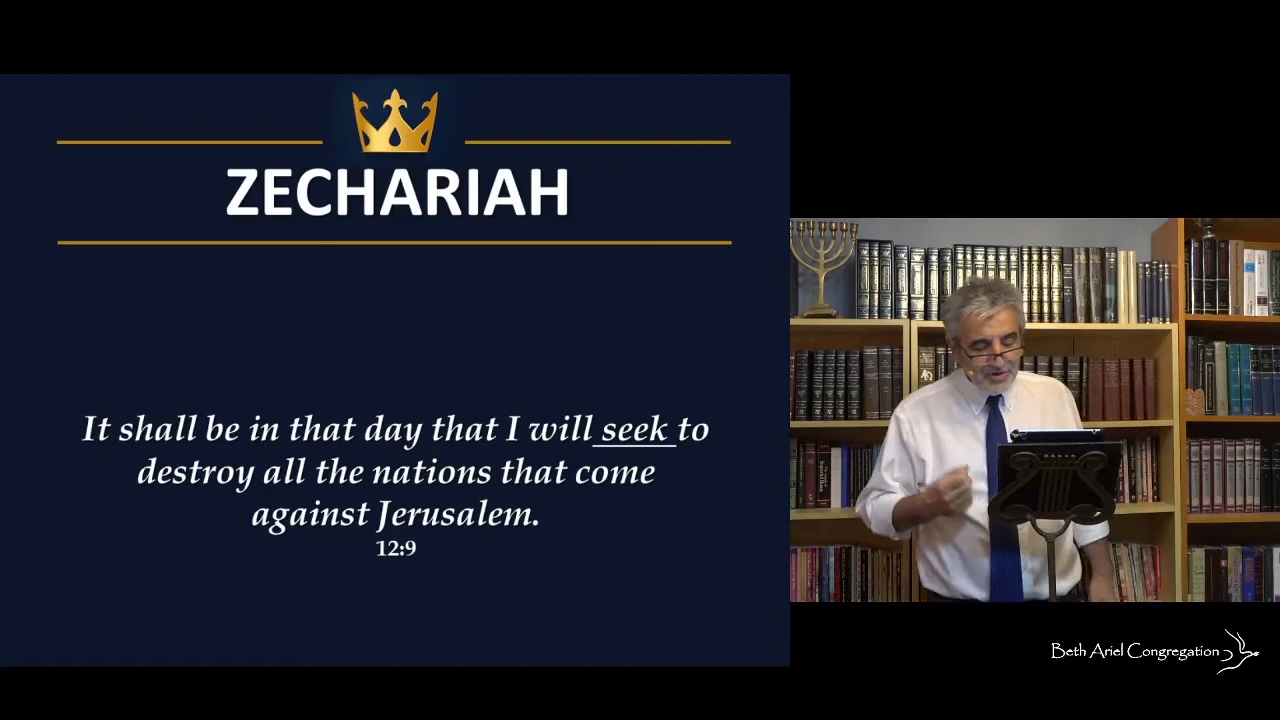 ZECHARIAH
It shall be in that day that I will seek to
destroy all the nations that come
against Jerusalem.
12:9
Beth Ariel Congregation